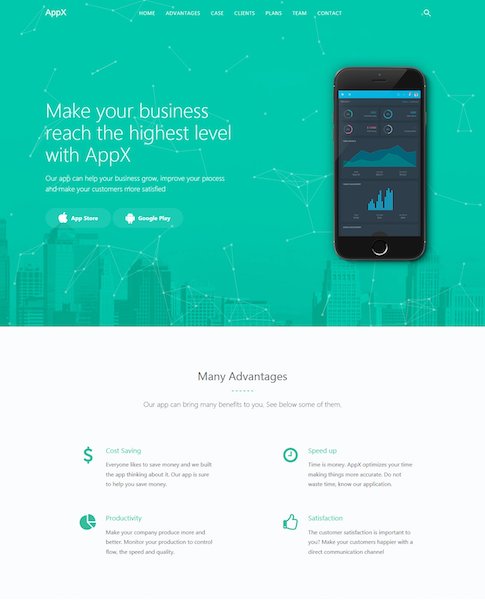 AppX
HOME ADVANTAGES CASE CLIENTS PLANS TEAM CONTACT
Make your business
reach the highest level
with AppX
Our app can help your business grow, improve your process
and make your customers more satisfied
App Store
Google Play
Many Advantages
Our app can bring many benefits to you. See below some of them.
Cost Saving
Everyone likes to save money and we built
the app thinking about it. Our app is sure
to help you save money.
Speed up
Time is money. AppX optimizes your time
making things more accurate. Do not
waste time, know our application.
Productivity
Make your company produce more and
better. Monitor your production to control
flow, the speed and quality.
Satisfaction
The customer satisfaction is important to
you? Make your customers happier with a
direct communication channel